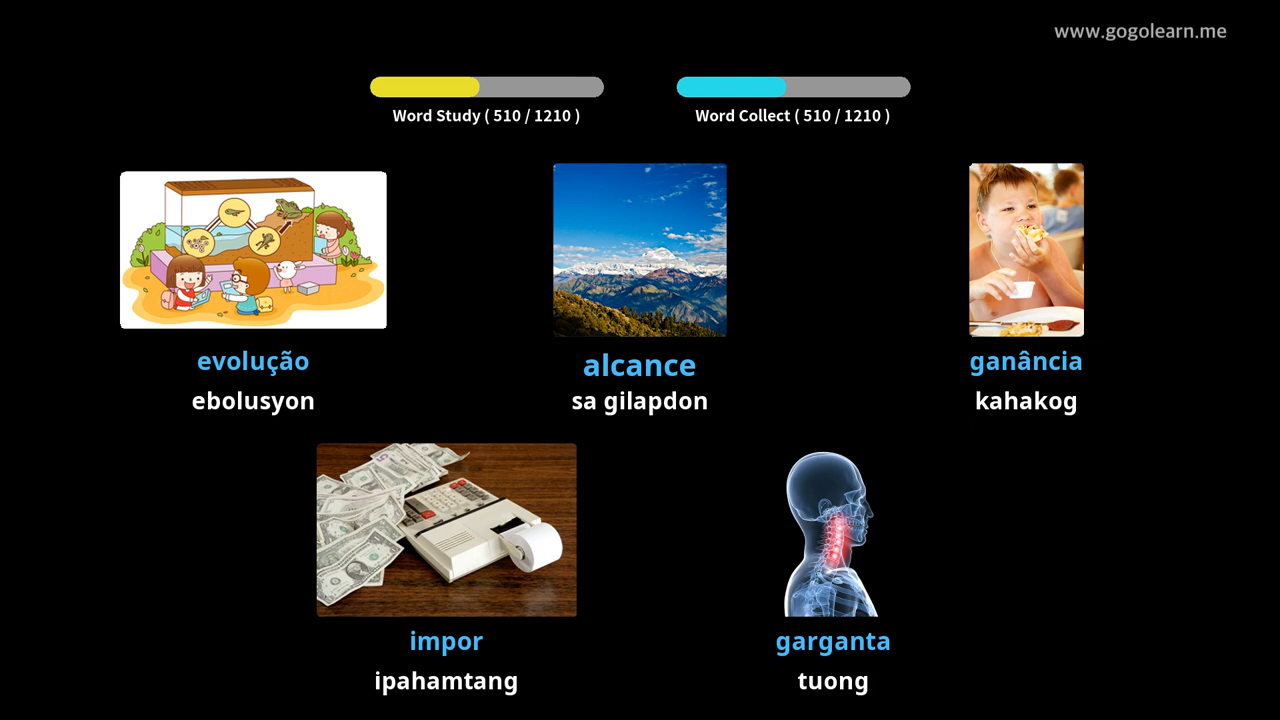 www.gogolearn.me
Word Study ( 510 / 1210 )
Word Collect ( 510 / 1210 )
evolução
ebolusyon
alcance
sa gilapdon
ganância
kahakog
impor
ipahamtang
garganta
tuong